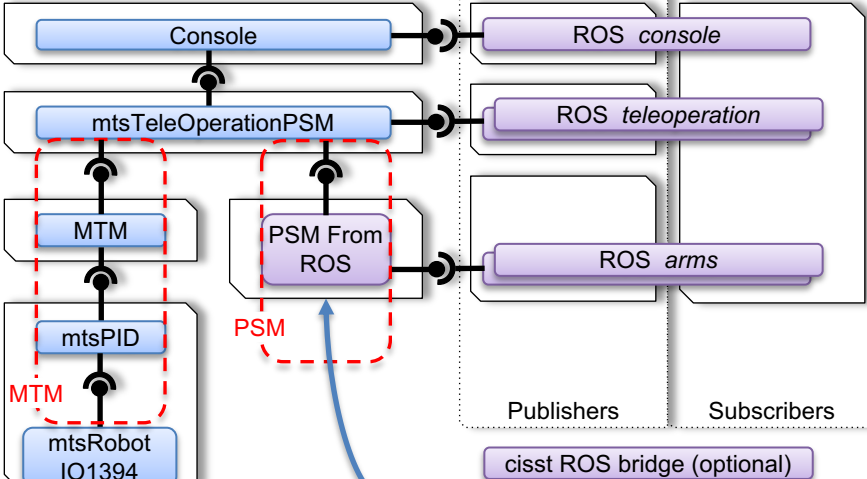 Console
ROS console
mtsTeleOperationPSM
ROS teleoperation
MTM
PSM From
ROS
ROS arms
mtsPID
PSM
MTM
Publishers
Subscribers
mtsRobot
IO1394
cisst ROS bridge (optional)